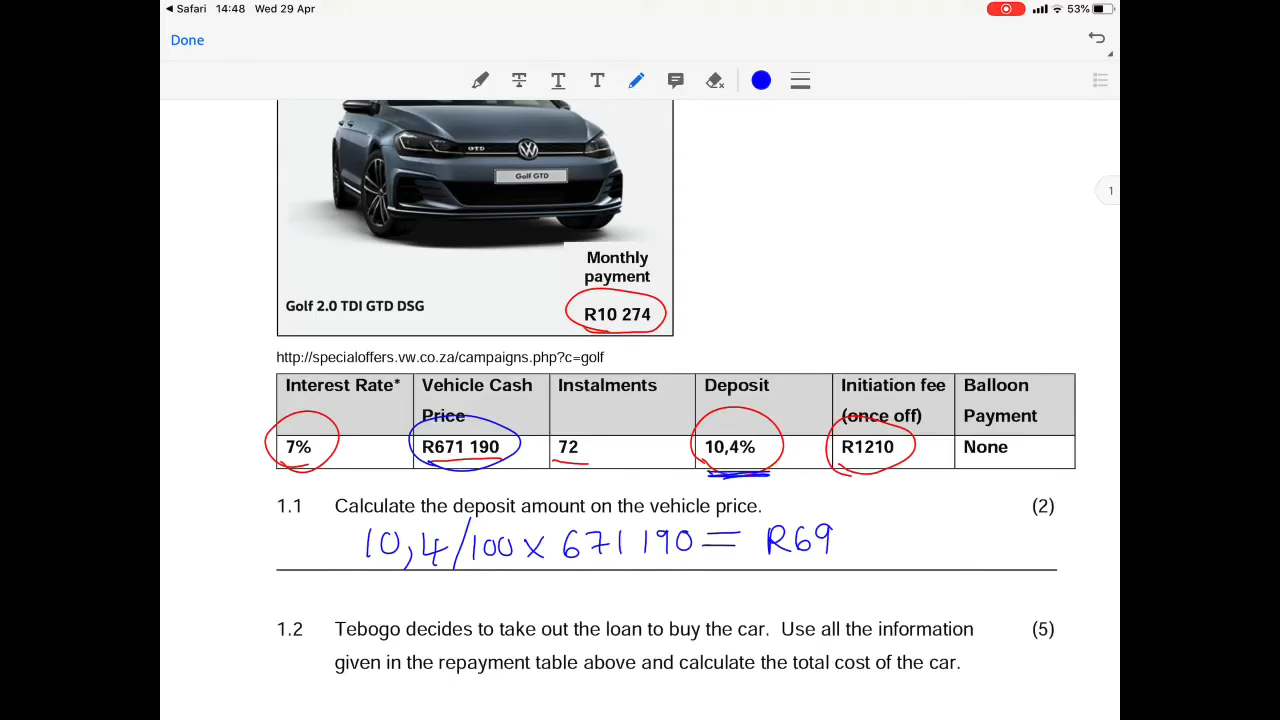 Safari 14:48 Wed 29 Apr 53%
Done
T T T
1
GTD
Golf GTD
Monthly
payment
Golf 2.0 TDI GTD DSG
R10 274
http://specialoffers.vw.co.za/campaigns.php?c=golf
Interest Rate* Vehicle Cash Price Instalments Deposit Initiation fee (once off) Balloon Payment
7% R671 190 72 10,4% R1210 None
1.1 Calculate the deposit amount on the vehicle price. (2)
10,4/100 x 671 190 = R69
1.2 Tebogo decides to take out the loan to buy the car. Use all the information (5)
given in the repayment table above and calculate the total cost of the car.